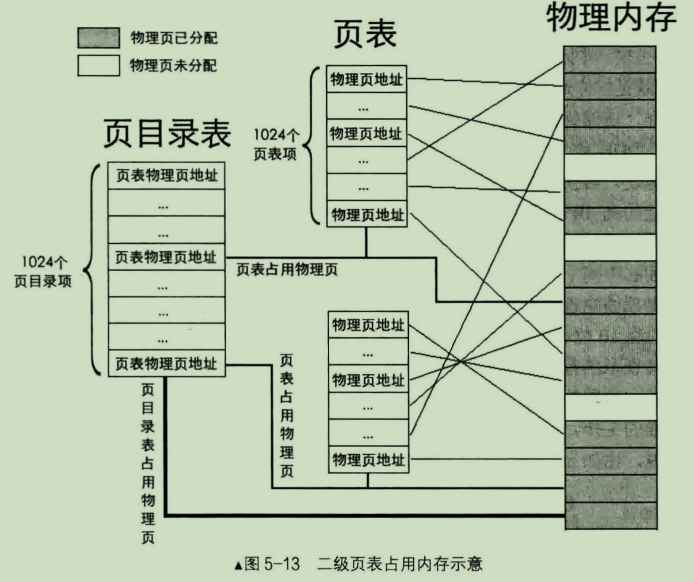 物理内存
页表
物理页已分配
物理页未分配
页目录表
1024个
页表项
物理页地址
...
物理页地址
...
...
物理页地址
1024个
页目录项
页表物理页地址
...
...
页表物理页地址
...
...
...
页表物理页地址
页表占用物理页
物理页地址
...
物理页地址
...
...
物理页地址
页表占用物理页
页目录表占用物理页
▲图 5-13 二级页表占用内存示意